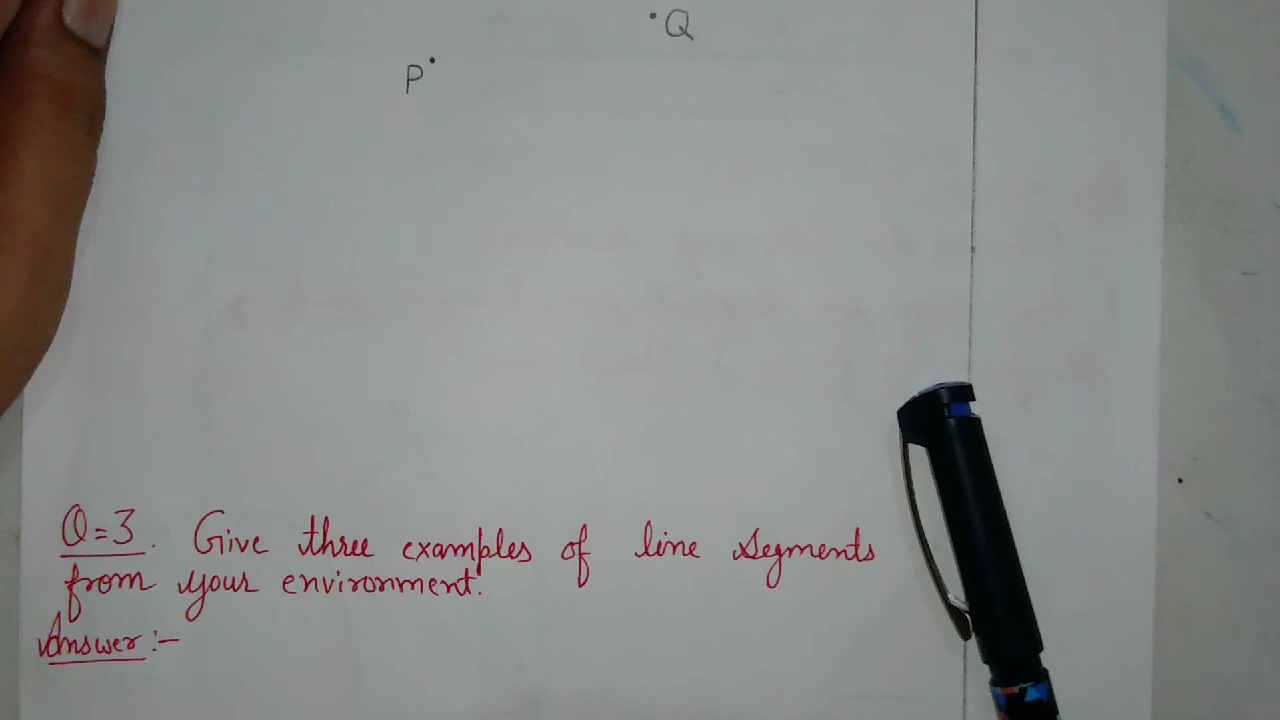 Q
P
Q=3. Give three examples of line segments
from your environment.
Answer:-